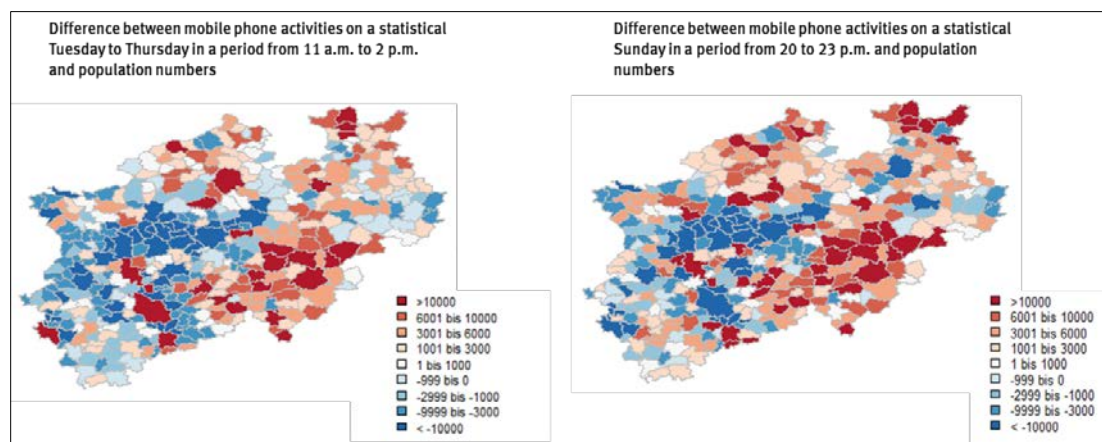 Difference between mobile phone activities on a statistical
Tuesday to Thursday in a period from 11 a.m. to 2 p.m.
and population numbers
>10000
6001 bis 10000
3001 bis 6000
1001 bis 3000
1 bis 1000
-999 bis 0
-2999 bis -1000
-9999 bis -3000
< -10000
Difference between mobile phone activities on a statistical
Sunday in a period from 20 to 23 p.m. and population
numbers
>10000
6001 bis 10000
3001 bis 6000
1001 bis 3000
1 bis 1000
-999 bis 0
-2999 bis -1000
-9999 bis -3000
< -10000